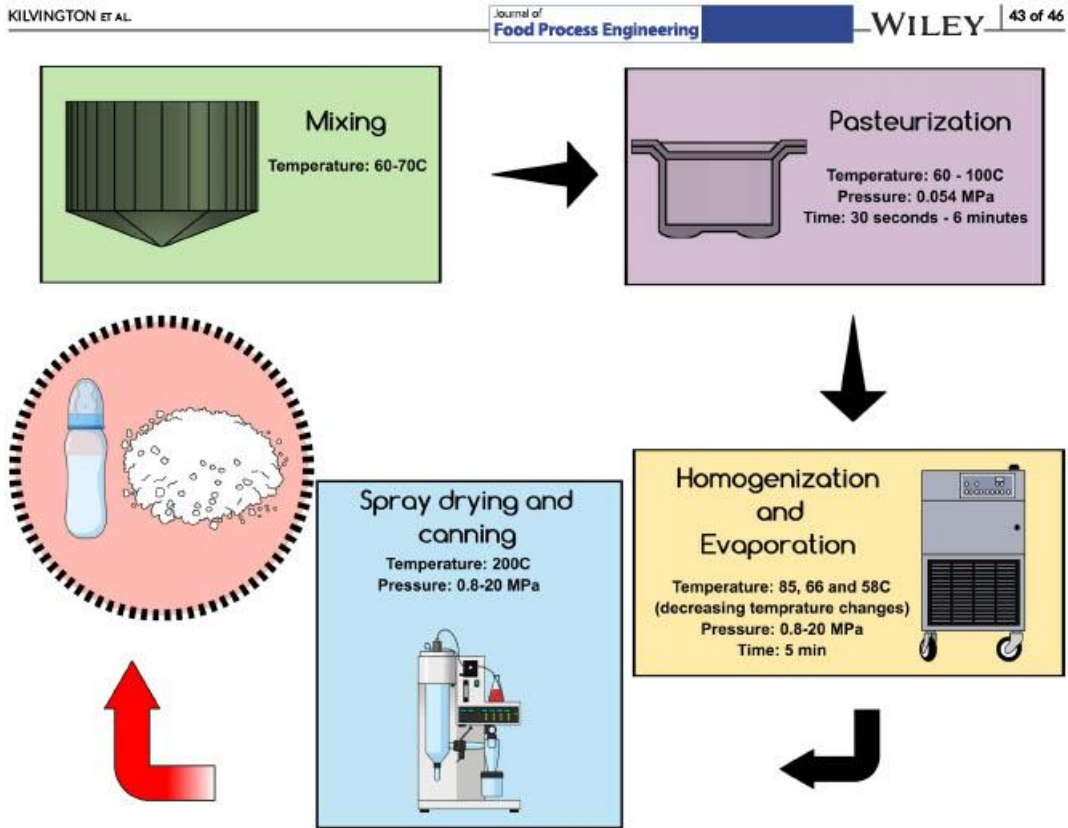 KILVINGTON ET AL.
Journal of
Food Process Engineering
WILEY
43 of 46
Mixing
Temperature: 60-70C
Pasteurization
Temperature: 60 - 100C
Pressure: 0.054 MPa
Time: 30 seconds - 6 minutes
Homogenization
and
Evaporation
Temperature: 85, 66 and 58C
(decreasing temprature changes)
Pressure: 0.8-20 MPa
Time: 5 min
Spray drying and
canning
Temperature: 200C
Pressure: 0.8-20 MPa